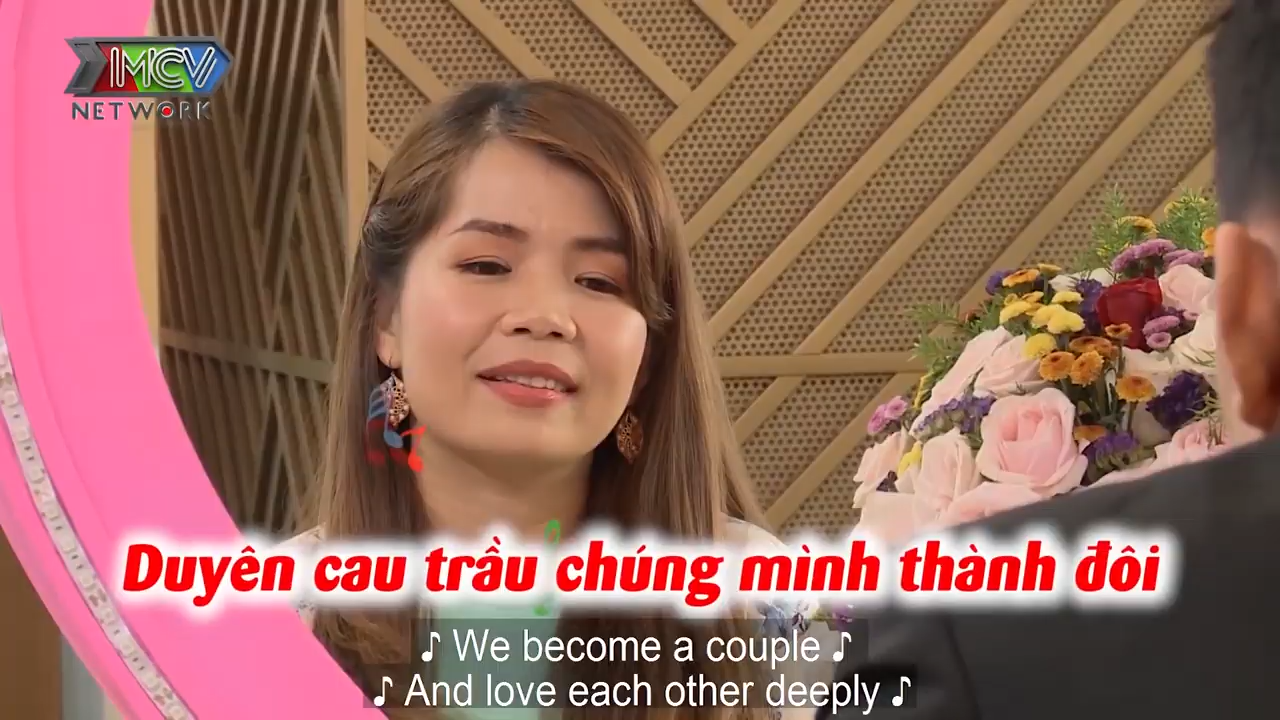 MCV
NETWORK
Duyên cau trầu chúng mình thành đôi
♪ We become a couple ♪
♪ And love each other deeply ♪